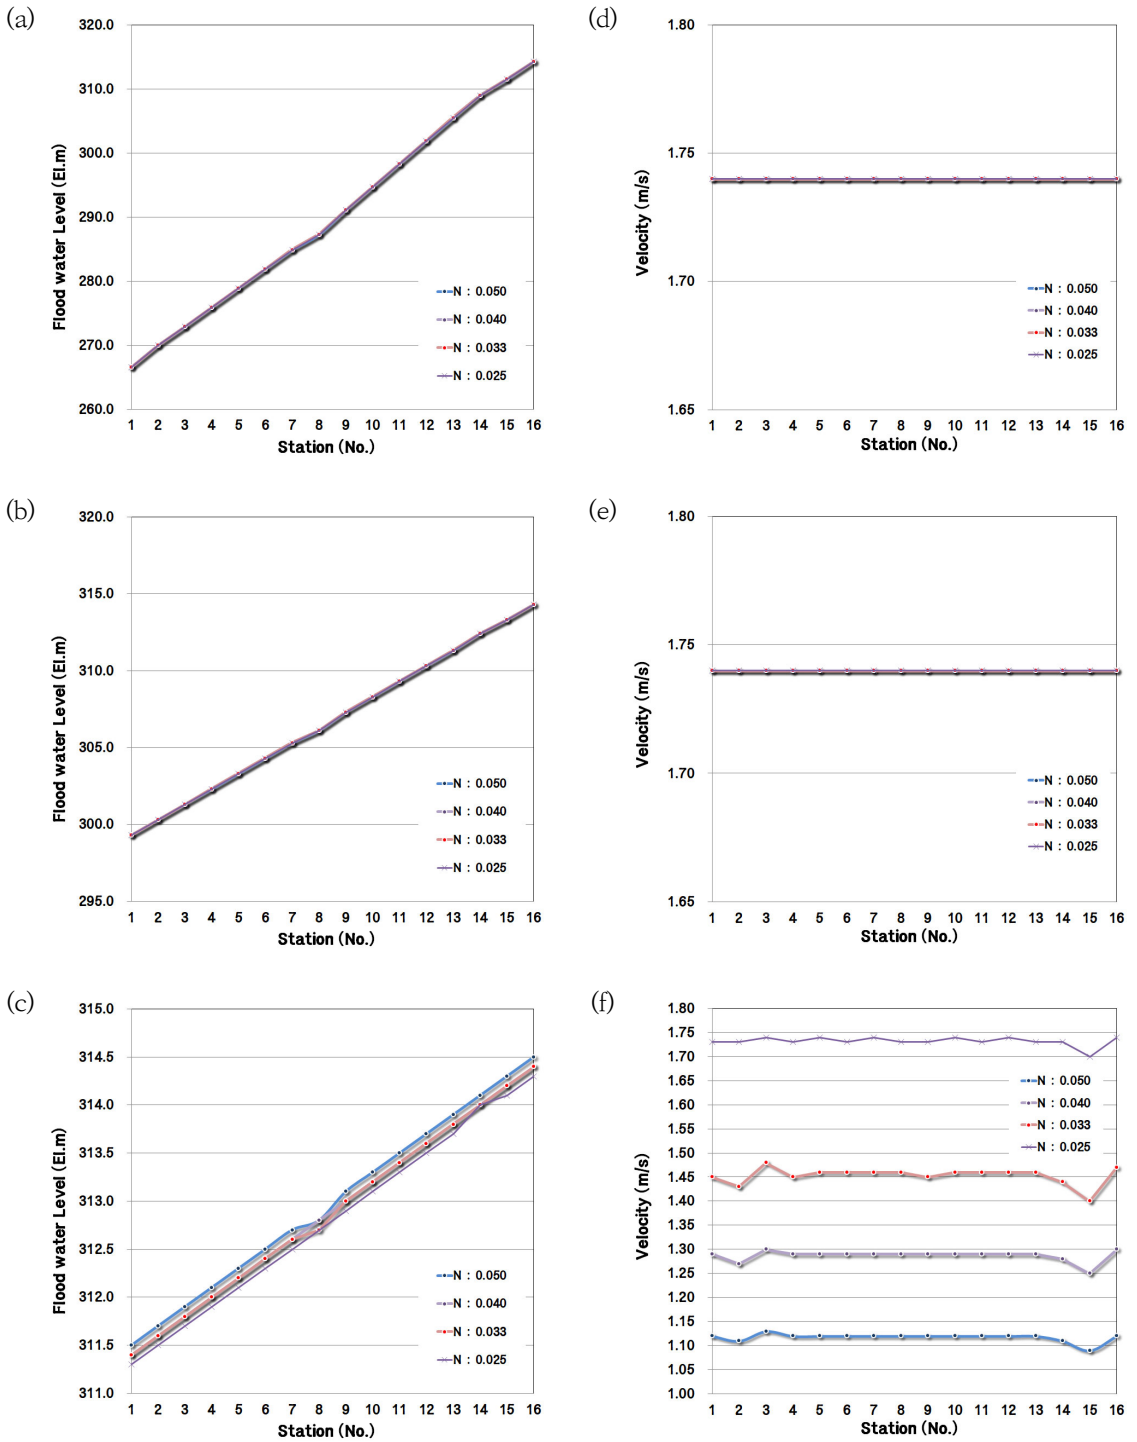 (a)
320.0
310.0
300.0
290.0
280.0
270.0
260.0
Flood water Level (El.m)
N : 0.050
N : 0.040
N : 0.033
N : 0.025
1 2 3 4 5 6 7 8 9 10 11 12 13 14 15 16
Station (No.)
(d)
1.80
1.75
1.70
1.65
Velocity (m/s)
N : 0.050
N : 0.040
N : 0.033
N : 0.025
1 2 3 4 5 6 7 8 9 10 11 12 13 14 15 16
Station (No.)
(b)
320.0
315.0
310.0
305.0
300.0
295.0
Flood water Level (El.m)
N : 0.050
N : 0.040
N : 0.033
N : 0.025
1 2 3 4 5 6 7 8 9 10 11 12 13 14 15 16
Station (No.)
(e)
1.80
1.75
1.70
1.65
Velocity (m/s)
N : 0.050
N : 0.040
N : 0.033
N : 0.025
1 2 3 4 5 6 7 8 9 10 11 12 13 14 15 16
Station (No.)
(c)
315.0
314.5
314.0
313.5
313.0
312.5
312.0
311.5
311.0
Flood water Level (El.m)
N : 0.050
N : 0.040
N : 0.033
N : 0.025
1 2 3 4 5 6 7 8 9 10 11 12 13 14 15 16
Station (No.)
(f)
1.80
1.75
1.70
1.65
1.60
1.55
1.50
1.45
1.40
1.35
1.30
1.25
1.20
1.15
1.10
1.05
1.00
Velocity (m/s)
N : 0.050
N : 0.040
N : 0.033
N : 0.025
1 2 3 4 5 6 7 8 9 10 11 12 13 14 15 16
Station (No.)